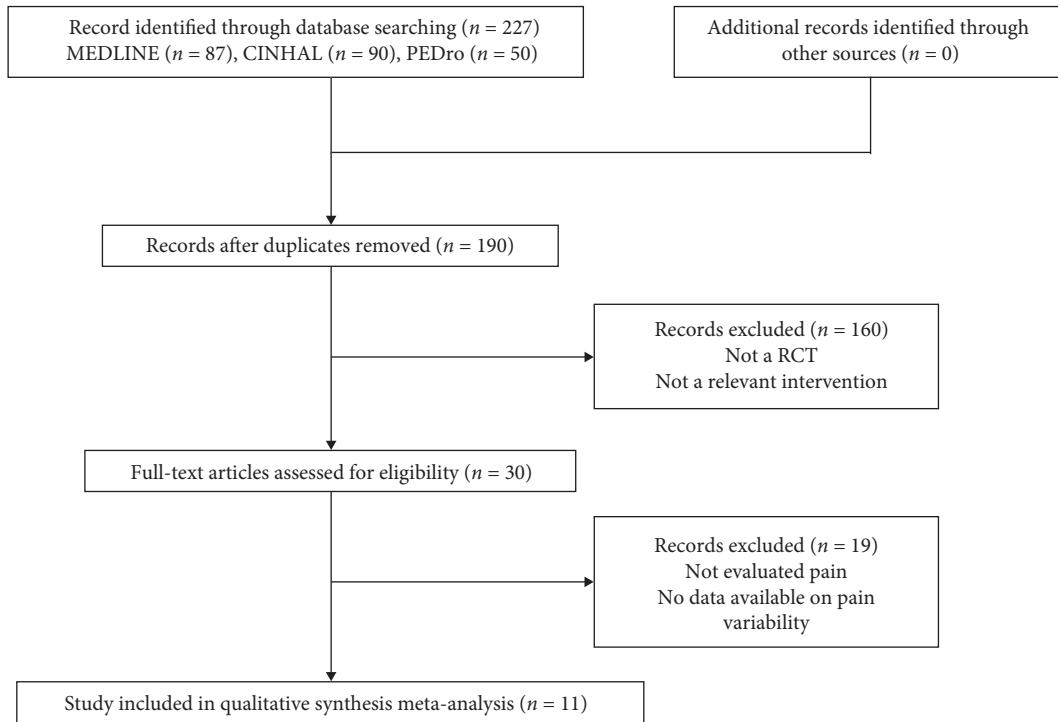 Record identified through database searching (n = 227)
MEDLINE (n = 87), CINHAL (n = 90), PEDro (n = 50)
Additional records identified through
other sources (n = 0)
Records after duplicates removed (n = 190)
Records excluded (n = 160)
Not a RCT
Not a relevant intervention
Full-text articles assessed for eligibility (n = 30)
Records excluded (n = 19)
Not evaluated pain
No data available on pain
variability
Study included in qualitative synthesis meta-analysis (n = 11)